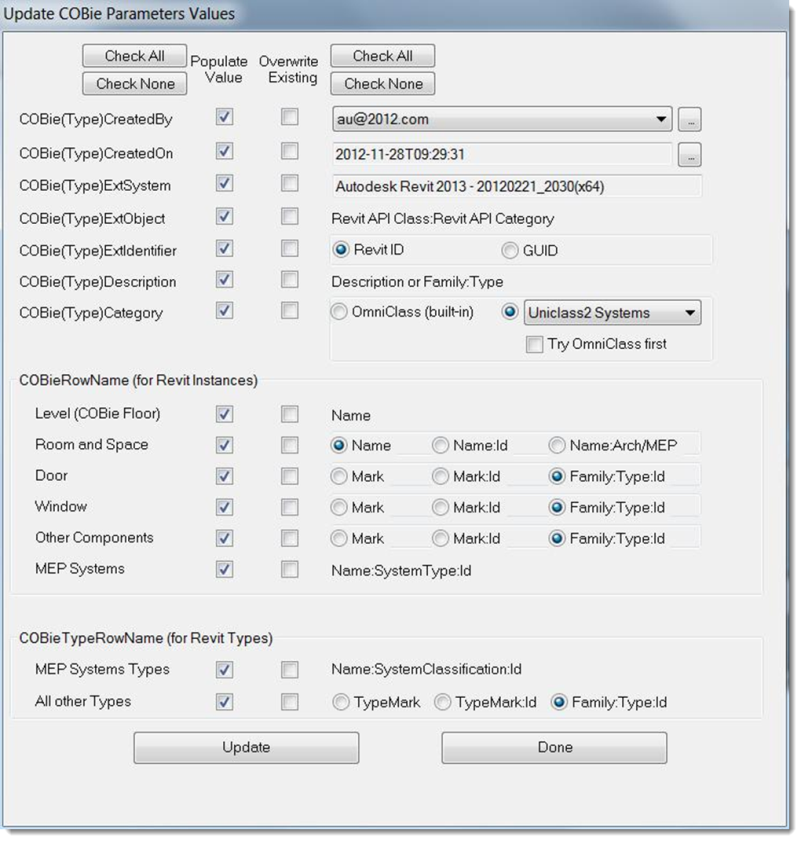 Update COBie Parameters Values
Check All Populate Overwrite Check All
Check None Value Existing Check None
COBie(Type)CreatedBy au@2012.com ...
COBie(Type)CreatedOn 2012-11-28T09:29:31 ...
COBie(Type)ExtSystem Autodesk Revit 2013 - 20120221_2030(x64)
COBie(Type)ExtObject Revit API Class:Revit API Category
COBie(Type)ExtIdentifier Revit ID GUID
COBie(Type)Description Description or Family:Type
COBie(Type)Category OmniClass (built-in) Uniclass2 Systems
Try OmniClass first
COBieRowName (for Revit Instances)
Level (COBie Floor) Name
Room and Space Name Name:Id Name:Arch/MEP
Door Mark Mark:Id Family:Type:Id
Window Mark Mark:Id Family:Type:Id
Other Components Mark Mark:Id Family:Type:Id
MEP Systems Name:SystemType:Id
COBieTypeRowName (for Revit Types)
MEP Systems Types Name:SystemClassification:Id
All other Types TypeMark TypeMark:Id Family:Type:Id
Update Done